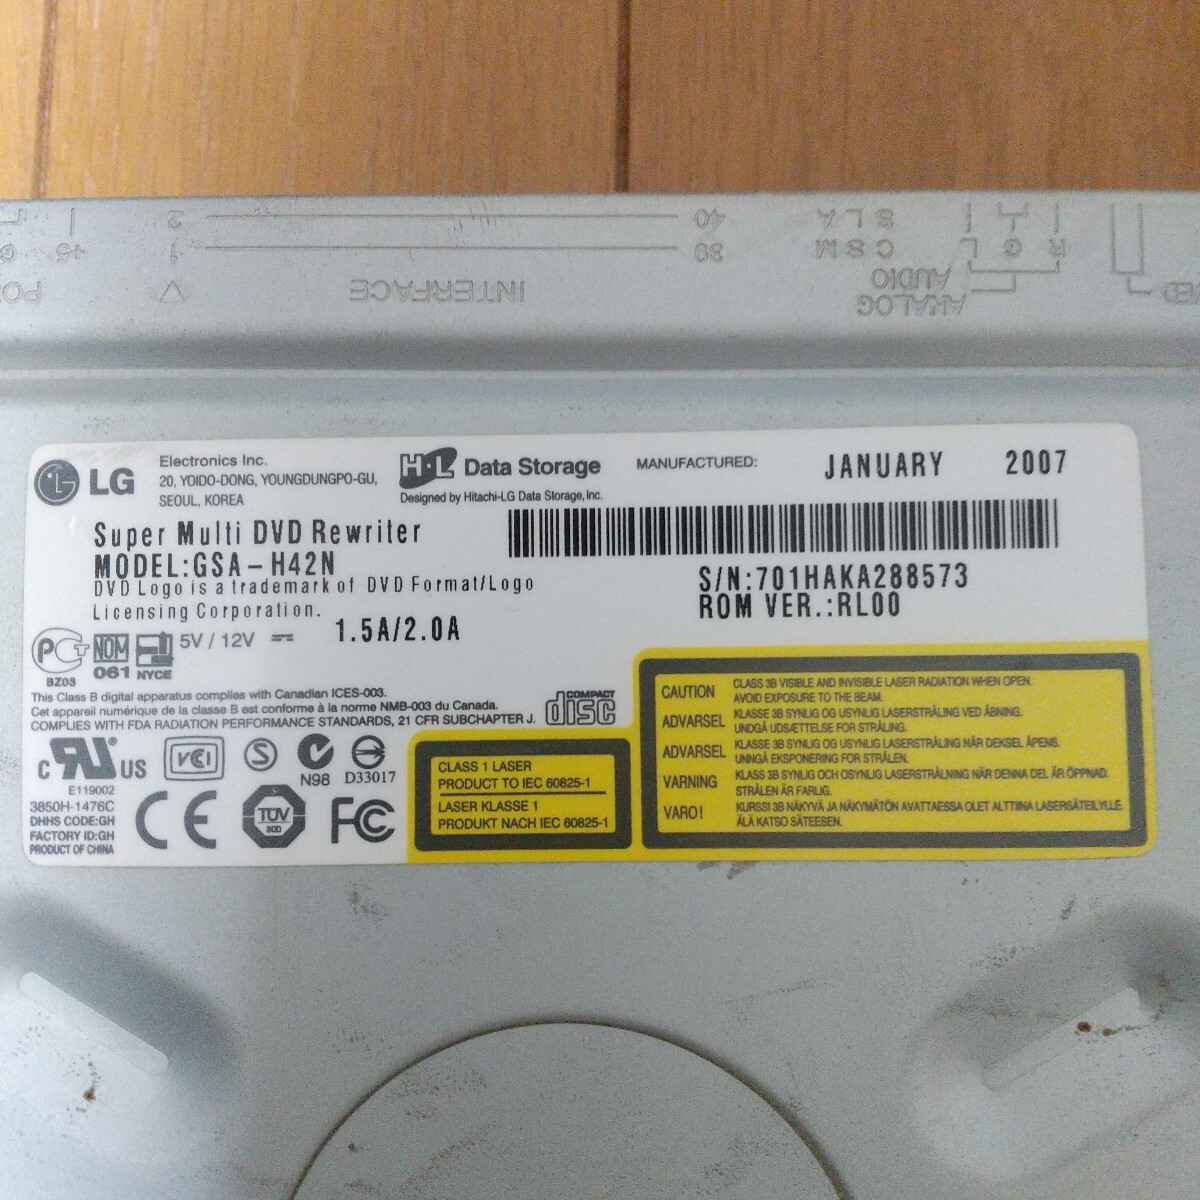 2 40 S L A
+5 1 39 C S M L G R
INTERFACE
ANALOG
AUDIO
LG
Electronics Inc.
20, YOIDO-DONG, YOUNGDUNGPO-GU,
SEOUL, KOREA
H·L Data Storage
Designed by Hitachi-LG Data Storage, Inc.
MANUFACTURED: JANUARY 2007
Super Multi DVD Rewriter
MODEL:GSA-H42N
DVD Logo is a trademark of DVD Format/Logo
Licensing Corporation.
S/N:701HAKA288573
ROM VER.:RL00
5V / 12V 1.5A/2.0A
PCT
BZ03
NOM
061
NYCE
This Class B digital apparatus complies with Canadian ICES-003.
Cet appareil numérique de la classe B est conforme à la norme NMB-003 du Canada.
COMPLIES WITH FDA RADIATION PERFORMANCE STANDARDS, 21 CFR SUBCHAPTER J.
COMPACT
disc
c UR® US
E119002
VCI
S
N98
D33017
3850H-1476C
DHHS CODE:GH
FACTORY ID:GH
PRODUCT OF CHINA
CE
TÜV
FC
CLASS 1 LASER
PRODUCT TO IEC 60825-1
LASER KLASSE 1
PRODUKT NACH IEC 60825-1
CAUTION CLASS 3B VISIBLE AND INVISIBLE LASER RADIATION WHEN OPEN.
AVOID EXPOSURE TO THE BEAM.
ADVARSEL KLASSE 3B SYNLIG OG USYNLIG LASERSTRÅLING VED ÅBNING.
UNDGÅ UDSÆTTELSE FOR STRÅLING.
ADVARSEL KLASSE 3B SYNLIG OG USYNLIG LASERSTRÅLING NÅR DEKSEL ÅPENS.
UNNGÅ EKSPONERING FOR STRÅLEN.
VARNING KLASS 3B SYNLIG OCH OSYNLIG LASERSTRÅLNING NÄR DENNA DEL ÄR ÖPPNAD.
STRÅLEN ÄR FARLIG.
VARO! KURSSI 3B NÄKYVÄ JA NÄKYMÄTÖN AVATTAESSA OLET ALTTIINA LASERSÄTEILYLLE.
ÄLÄ KATSO SÄTEESEN.